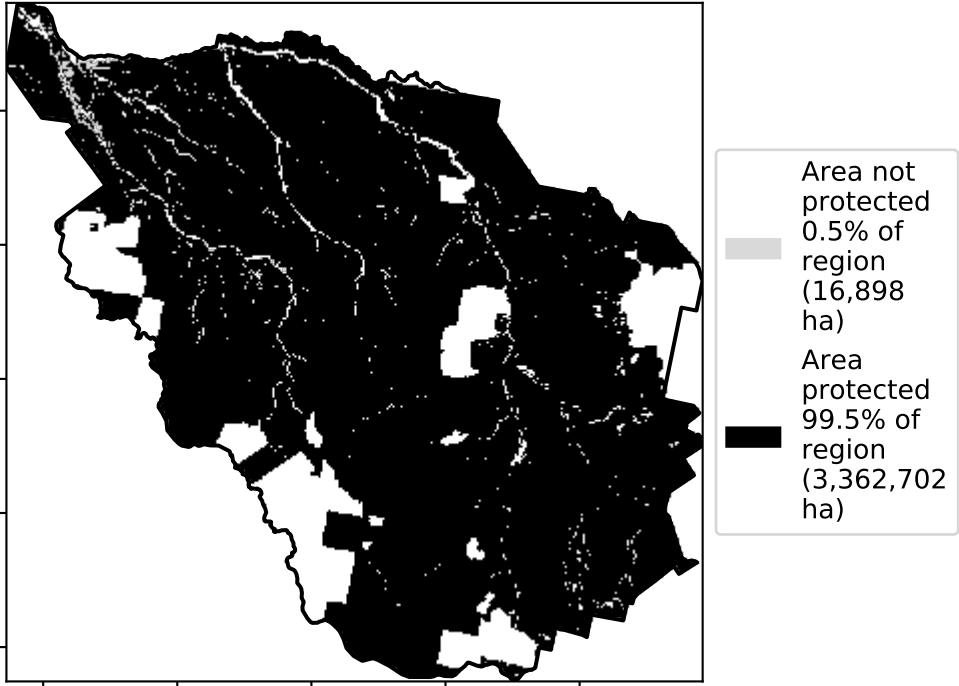 Area not
protected
0.5% of
region
(16,898
ha)
Area
protected
99.5% of
region
(3,362,702
ha)